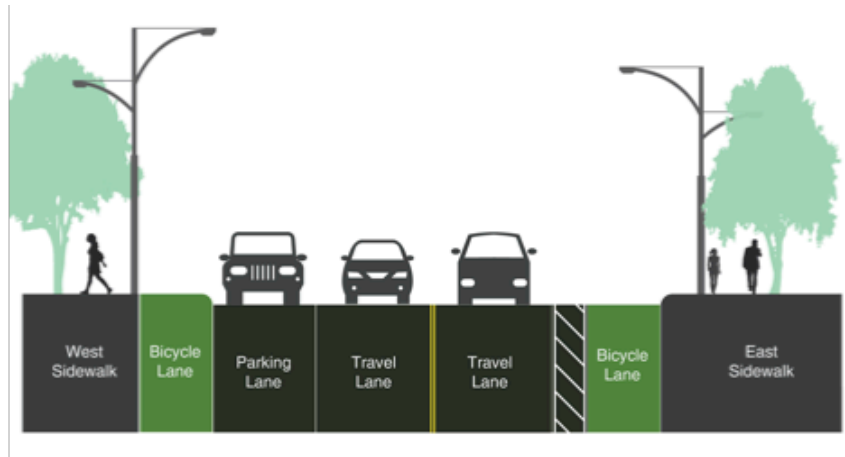 West
Sidewalk
Bicycle
Lane
Parking
Lane
Travel
Lane
Travel
Lane
Bicycle
Lane
East
Sidewalk